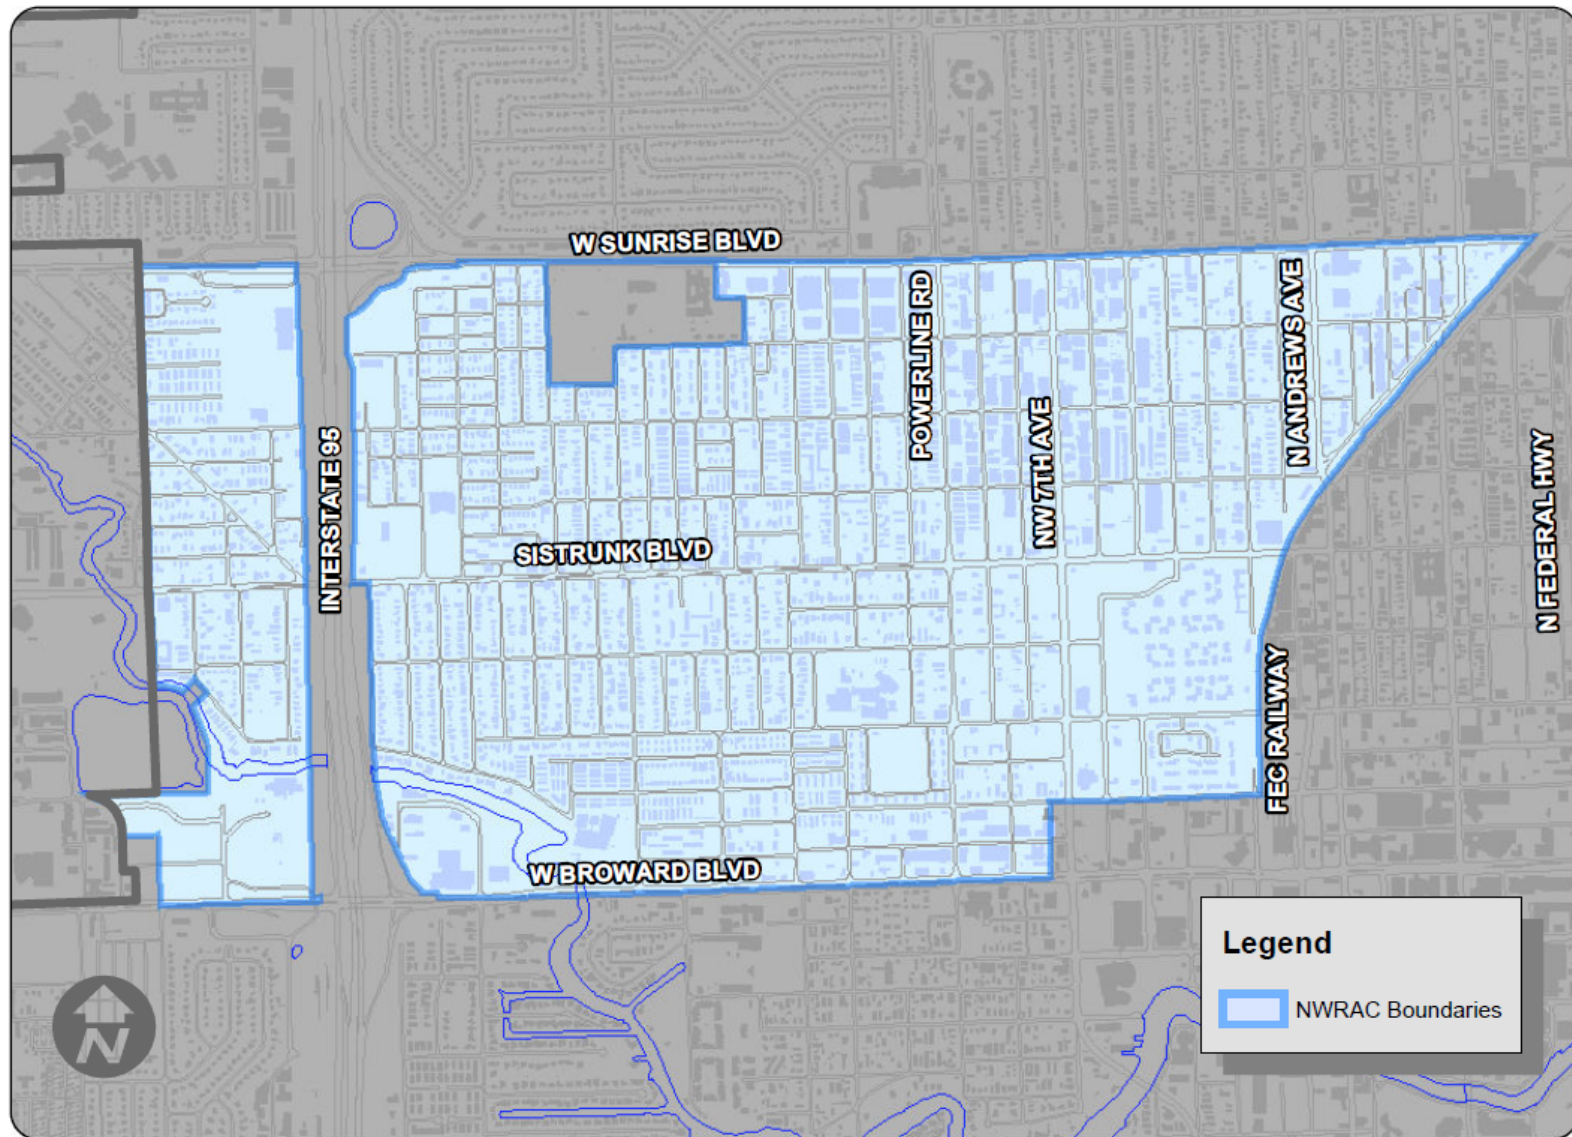 W SUNRISE BLVD
POWERLINE RD
N ANDREWS AVE
NW 7TH AVE
INTERSTATE 95
N FEDERAL HWY
SISTRUNK BLVD
FEC RAILWAY
W BROWARD BLVD
Legend
NWRAC Boundaries
N